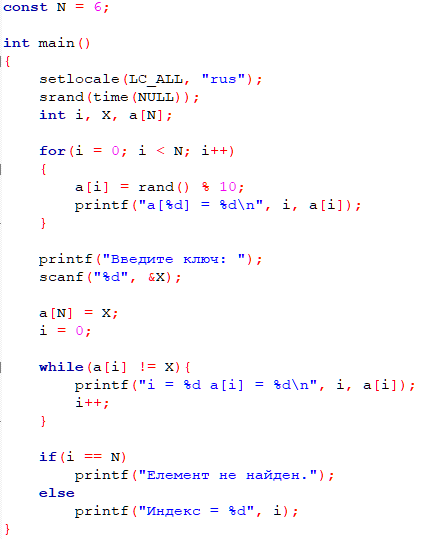 const N = 6;
int main()
{
setlocale(LC_ALL, "rus");
srand(time(NULL));
int i, X, a[N];
for(i = 0; i < N; i++)
{
a[i] = rand() % 10;
printf("a[%d] = %d\n", i, a[i]);
}
printf("Введите ключ: ");
scanf("%d", &X);
a[N] = X;
i = 0;
while(a[i] != X){
printf("i = %d a[i] = %d\n", i, a[i]);
i++;
}
if(i == N)
printf("Елемент не найден.");
else
printf("Индекс = %d", i);
}